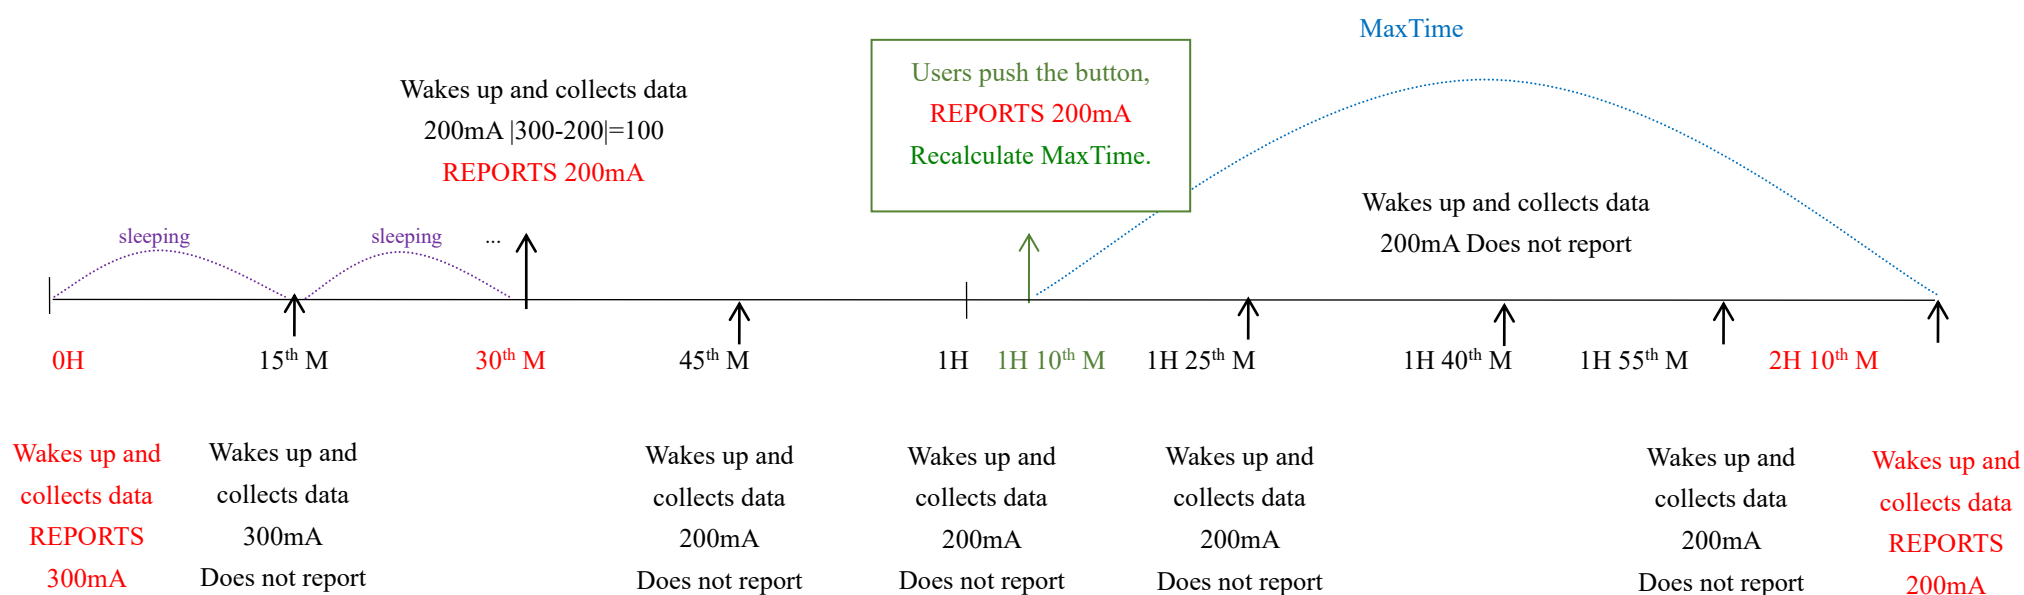 MaxTime
Users push the button,
REPORTS 200mA
Recalculate MaxTime.
Wakes up and collects data
200mA |300-200|=100
REPORTS 200mA
Wakes up and collects data
200mA Does not report
sleeping
sleeping
...
0H
15th M
30th M
45th M
1H
1H 10th M
1H 25th M
1H 40th M
1H 55th M
2H 10th M
Wakes up and
collects data
REPORTS
300mA
Wakes up and
collects data
300mA
Does not report
Wakes up and
collects data
200mA
Does not report
Wakes up and
collects data
200mA
Does not report
Wakes up and
collects data
200mA
Does not report
Wakes up and
collects data
200mA
Does not report
Wakes up and
collects data
REPORTS
200mA